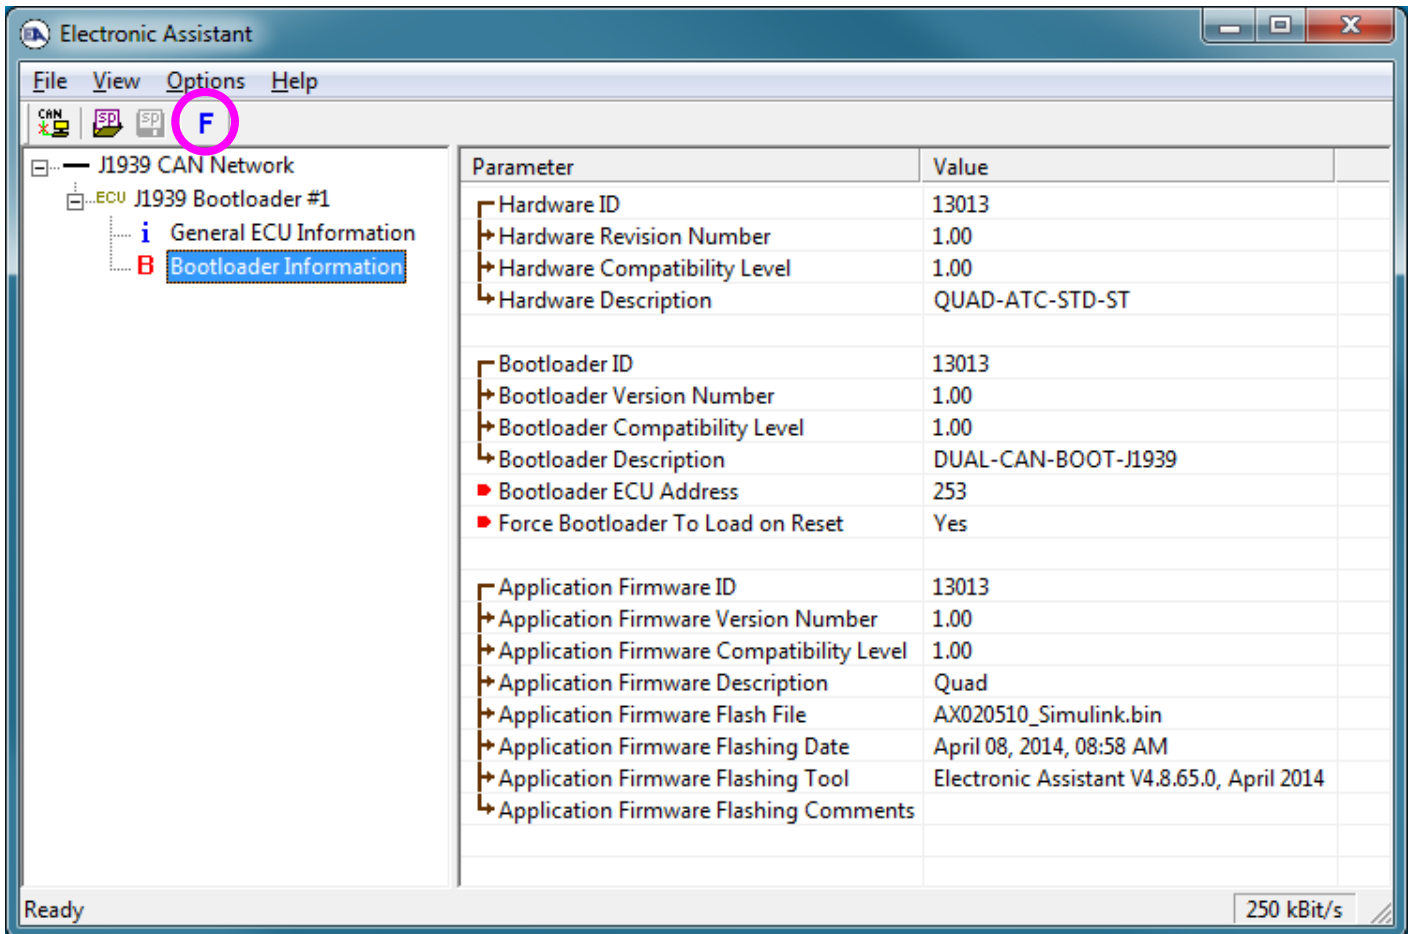 Electronic Assistant
File View Options Help
CAN SP SP F
J1939 CAN Network
ECU J1939 Bootloader #1
i General ECU Information
B Bootloader Information
Parameter Value
Hardware ID 13013
Hardware Revision Number 1.00
Hardware Compatibility Level 1.00
Hardware Description QUAD-ATC-STD-ST
Bootloader ID 13013
Bootloader Version Number 1.00
Bootloader Compatibility Level 1.00
Bootloader Description DUAL-CAN-BOOT-J1939
Bootloader ECU Address 253
Force Bootloader To Load on Reset Yes
Application Firmware ID 13013
Application Firmware Version Number 1.00
Application Firmware Compatibility Level 1.00
Application Firmware Description Quad
Application Firmware Flash File AX020510_Simulink.bin
Application Firmware Flashing Date April 08, 2014, 08:58 AM
Application Firmware Flashing Tool Electronic Assistant V4.8.65.0, April 2014
Application Firmware Flashing Comments
Ready 250 kBit/s